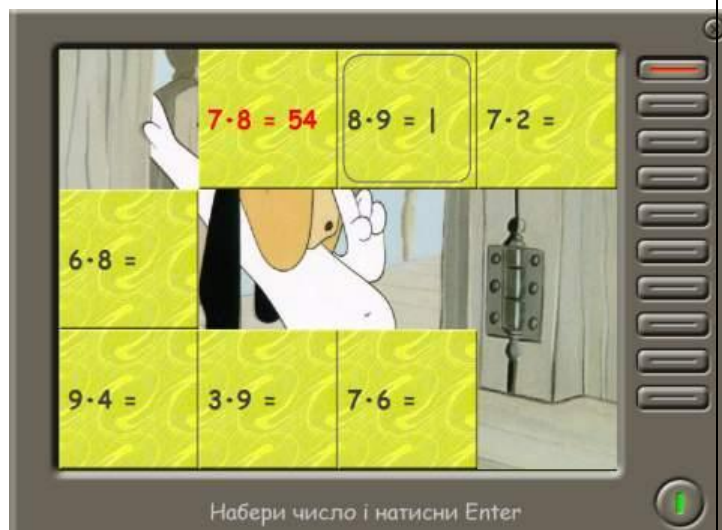 7·8 = 54 8·9 = | 7·2 =
6·8 =
9·4 = 3·9 = 7·6 =
Набери число і натисни Enter